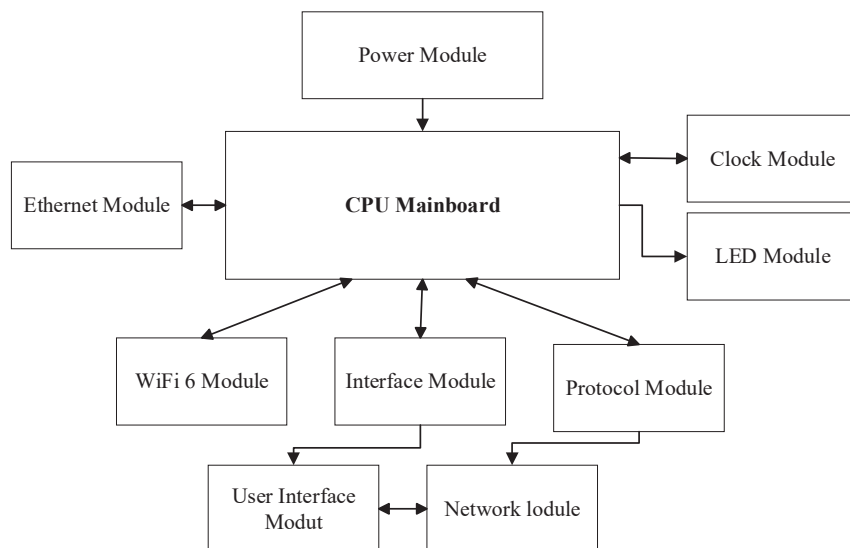 Power Module
Clock Module
CPU Mainboard
Ethernet Module
LED Module
WiFi 6 Module
Interface Module
Protocol Module
User Interface
Modut
Network lodule